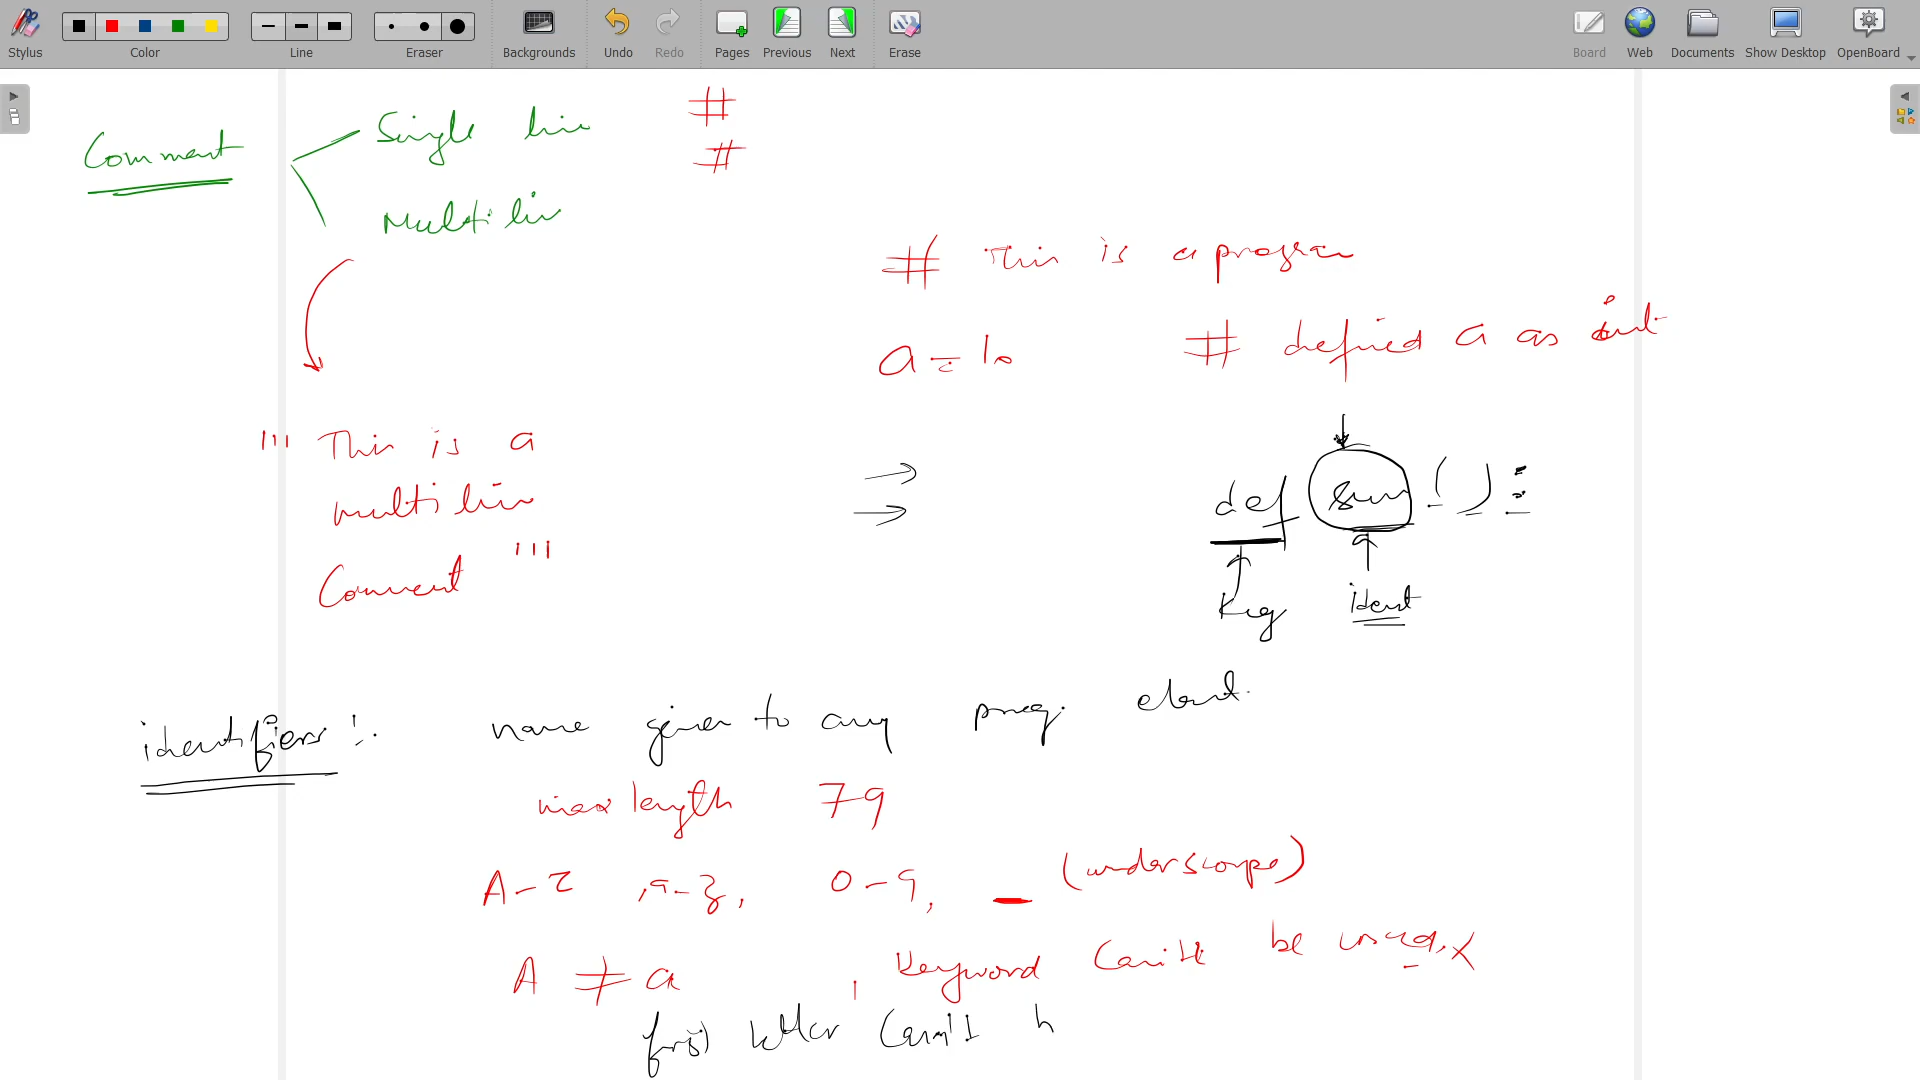 Stylus Color Line Eraser Backgrounds Undo Redo Pages Previous Next Erase Board Web Documents Show Desktop OpenBoard
Comment
Single line #
#
Multi line
# This is a program
a = 10 # defined a as int
''' This is a
multi line
Comment '''
→
→
def sum ( ) :
Key ident
identifiers :-
name given to any prog.
max length 79
A-Z, a-z, 0-9, _ (underscope)
A ≠ a , Keyword Can't be used. X
letter Can't